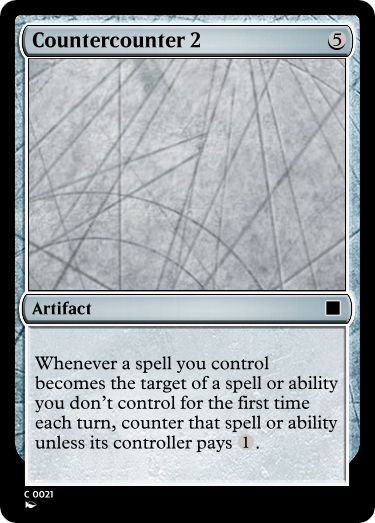 Countercounter 2 5
Artifact
Whenever a spell you control
becomes the target of a spell or ability
you don't control for the first time
each turn, counter that spell or ability
unless its controller pays 1.
C 0021